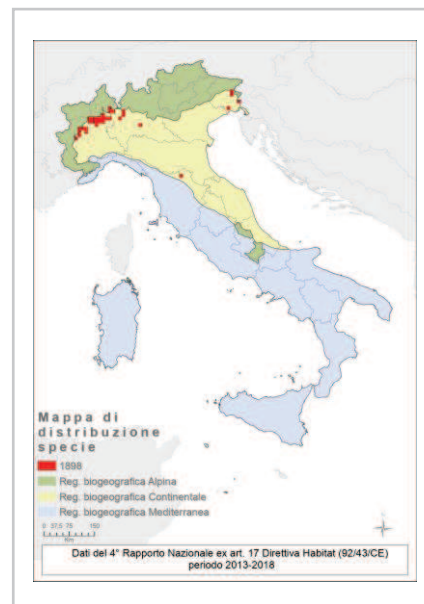 Mappa di
distribuzione
specie
1898
Reg. biogeografica Alpina
Reg. biogeografica Continentale
Reg. biogeografica Mediterranea
0 37,5 75 150
Km
Dati del 4° Rapporto Nazionale ex art. 17 Direttiva Habitat (92/43/CE)
periodo 2013-2018